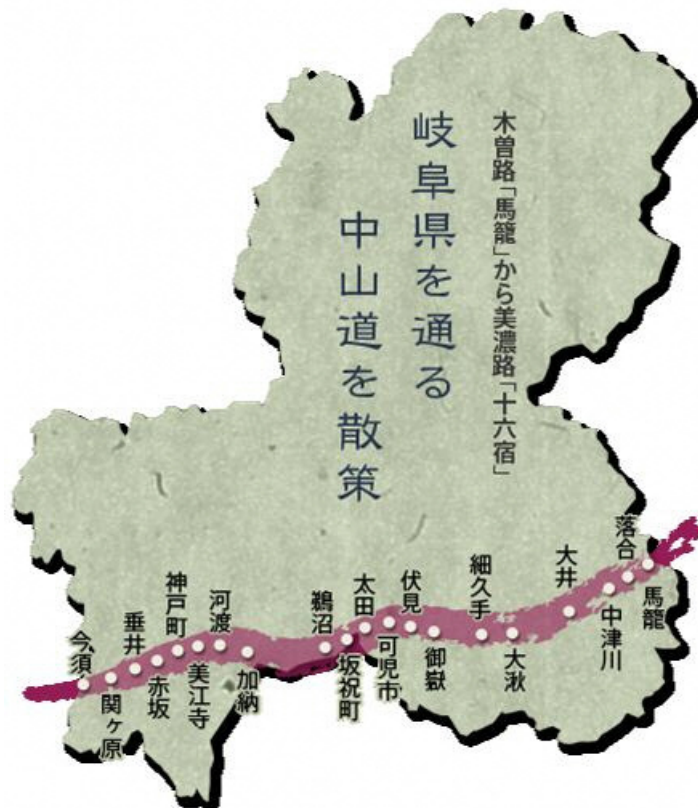 木曽路「馬籠」から美濃路「十六宿」
岐阜県を通る
中山道を散策
落合
馬籠
中津川
大井
大湫
細久手
御嶽
伏見
可児市
太田
坂祝町
鵜沼
加納
河渡
美江寺
神戸町
赤坂
垂井
関ヶ原
今須